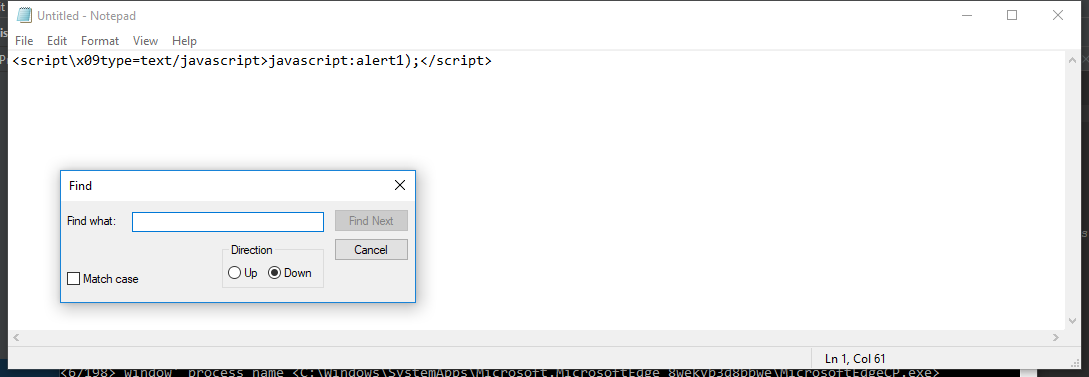 Untitled - Notepad
File Edit Format View Help
<script\x09type=text/javascript>javascript:alert1);</script>
Find
Find what:
Find Next
Cancel
Direction
Up Down
Match case
Ln 1, Col 61
<6/198> Window' process name <C:\Windows\SystemApps\Microsoft.MicrosoftEdge_8wekyb3d8bbwe\MicrosoftEdgeCP.exe>